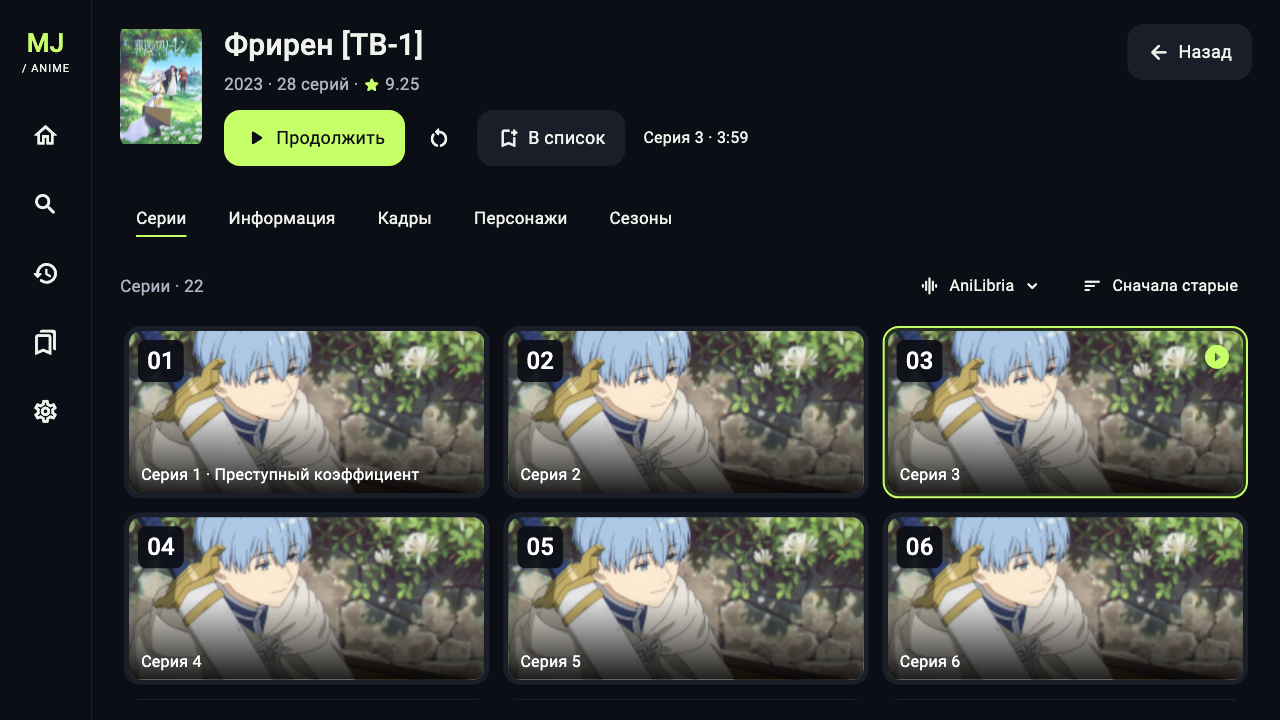 MJ
/ ANIME
Фрирен [ТВ-1]
2023 · 28 серий · 9.25
Продолжить
В список
Серия 3 · 3:59
Назад
Серии
Информация
Кадры
Персонажи
Сезоны
Серии · 22
AniLibria
Сначала старые
01
Серия 1 · Преступный коэффициент
02
Серия 2
03
Серия 3
04
Серия 4
05
Серия 5
06
Серия 6